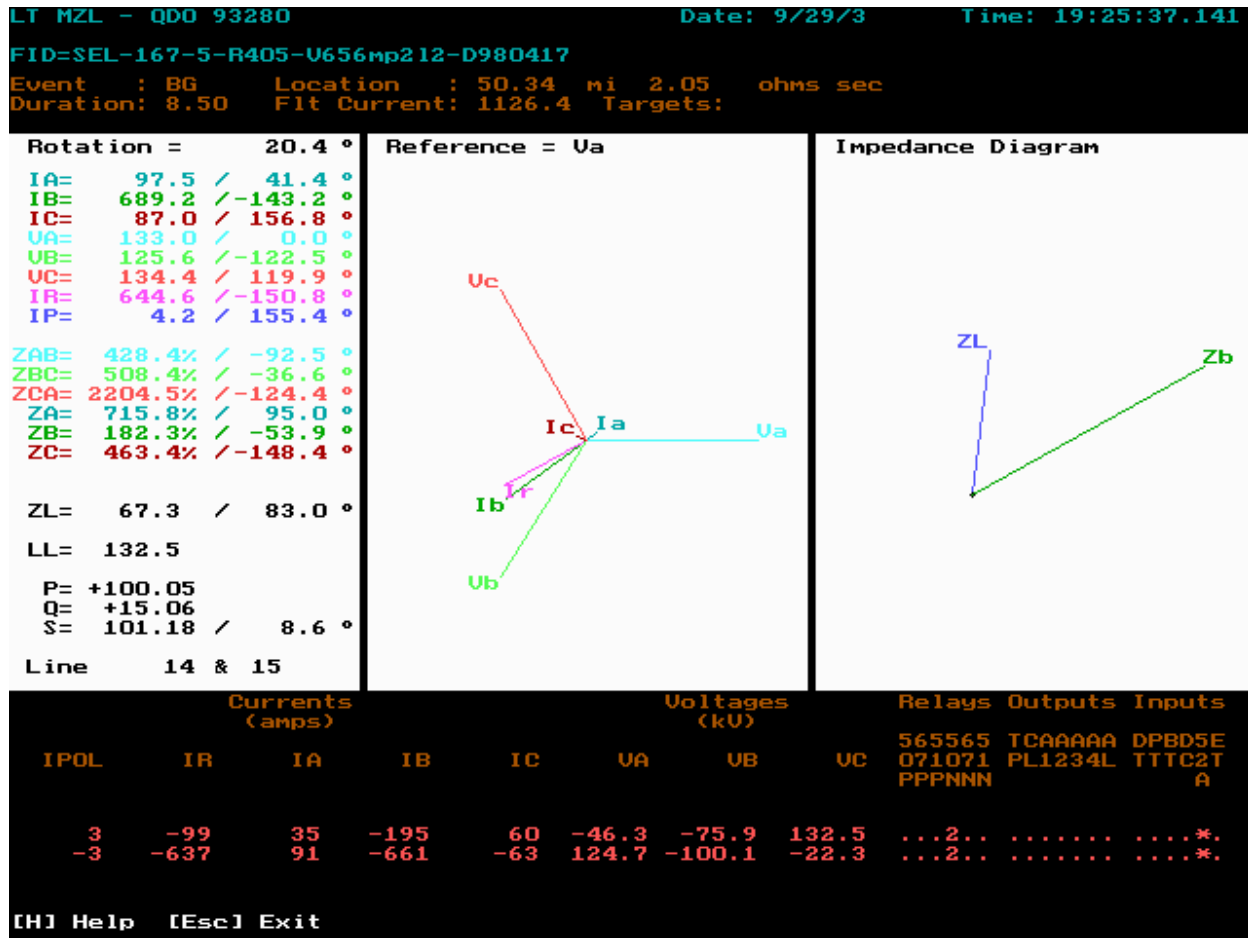 LT MZL - QDO 93280 Date: 9/29/3 Time: 19:25:37.141
FID=SEL-167-5-R405-V656mp2l2-D980417
Event : BG Location : 50.34 mi 2.05 ohms sec
Duration: 8.50 Flt Current: 1126.4 Targets:
Rotation = 20.4 °
IA= 97.5 / 41.4 °
IB= 689.2 /-143.2 °
IC= 87.0 / 156.8 °
VA= 133.0 / 0.0 °
VB= 125.6 /-122.5 °
VC= 134.4 / 119.9 °
IR= 644.6 /-150.8 °
IP= 4.2 / 155.4 °
ZAB= 428.4% / -92.5 °
ZBC= 508.4% / -36.6 °
ZCA= 2204.5% /-124.4 °
ZA= 715.8% / 95.0 °
ZB= 182.3% / -53.9 °
ZC= 463.4% /-148.4 °
ZL= 67.3 / 83.0 °
LL= 132.5
P= +100.05
Q= +15.06
S= 101.18 / 8.6 °
Line 14 & 15
Reference = Va
Vc
Ic Ia
Va
Ir
Ib
Vb
Impedance Diagram
ZL
Zb
Currents Voltages Relays Outputs Inputs
(amps) (kV)
565565 TCAAAAA DPBD5E
IPOL IR IA IB IC VA VB VC 071071 PL1234L TTTC2T
PPPNNN A
3 -99 35 -195 60 -46.3 -75.9 132.5 ...2.. ....... ....*.
-3 -637 91 -661 -63 124.7 -100.1 -22.3 ...2.. ....... ....*.
[H] Help [Esc] Exit